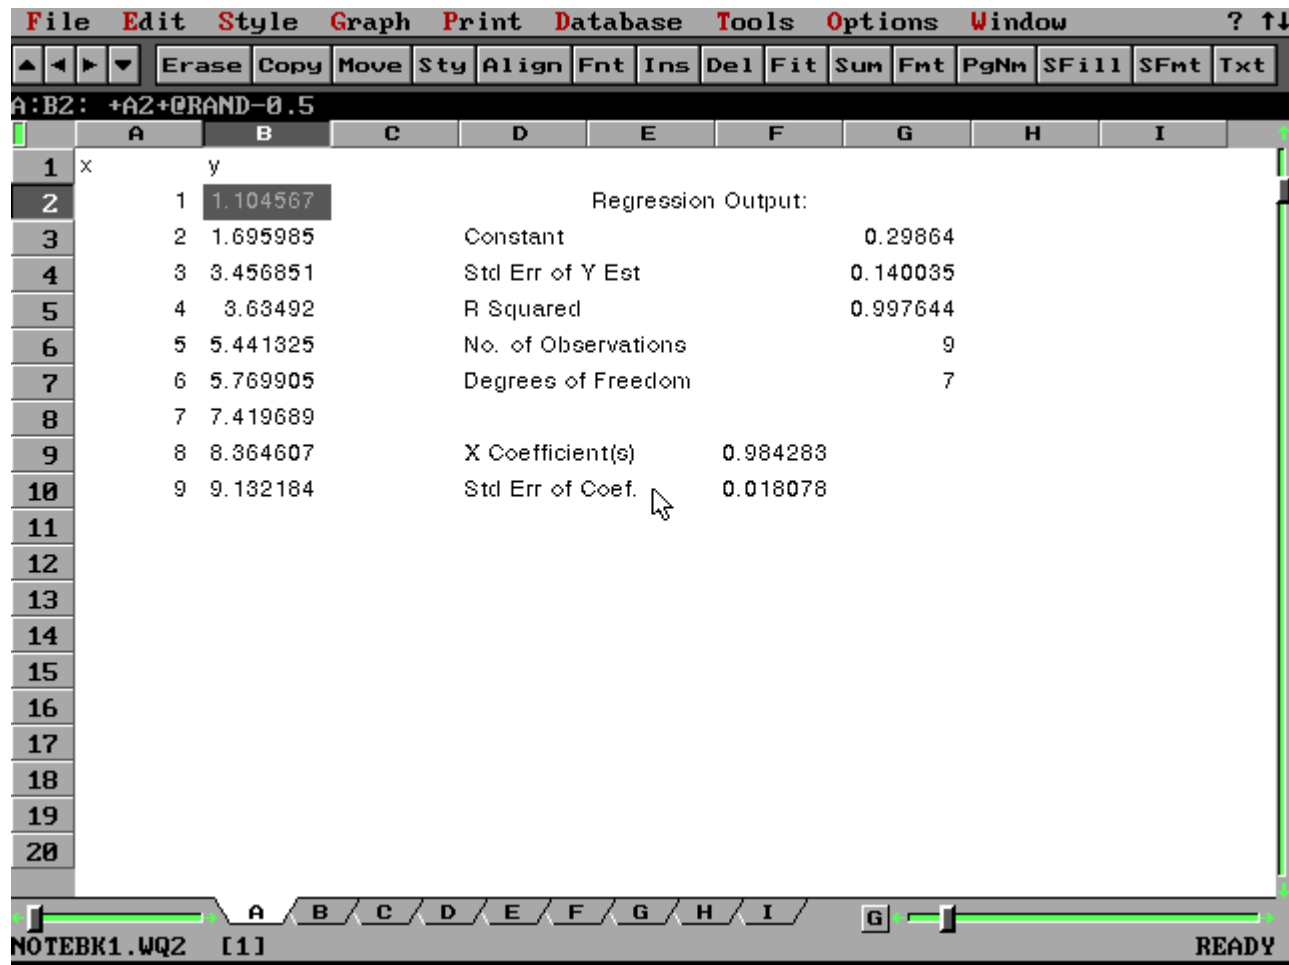 File Edit Style Graph Print Database Tools Options Window ? ↑↓
▲ ◄ ► ▼ Erase Copy Move Sty Align Fnt Ins Del Fit Sum Fmt PgNm SFill SFmt Txt
A:B2: +A2+@RAND-0.5
A B C D E F G H I
1 x y
2 1 1.104567 Regression Output:
3 2 1.695985 Constant 0.29864
4 3 3.456851 Std Err of Y Est 0.140035
5 4 3.63492 R Squared 0.997644
6 5 5.441325 No. of Observations 9
7 6 5.769905 Degrees of Freedom 7
8 7 7.419689
9 8 8.364607 X Coefficient(s) 0.984283
10 9 9.132184 Std Err of Coef. 0.018078
11
12
13
14
15
16
17
18
19
20
A B C D E F G H I G
NOTEBK1.WQ2 [1] READY